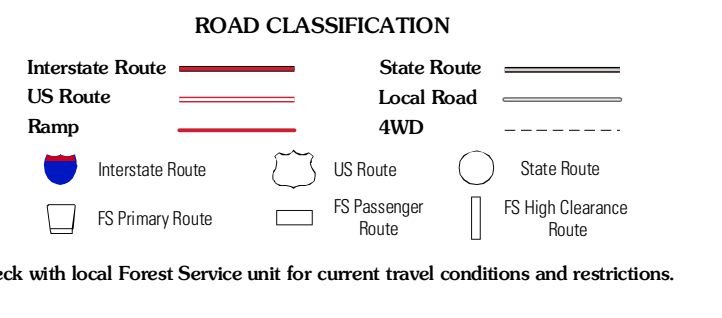 ROAD CLASSIFICATION
Interstate Route
State Route
US Route
Local Road
Ramp
4WD
Interstate Route
US Route
State Route
FS Primary Route
FS Passenger
Route
FS High Clearance
Route
with local Forest Service unit for current travel conditions and restrictions.